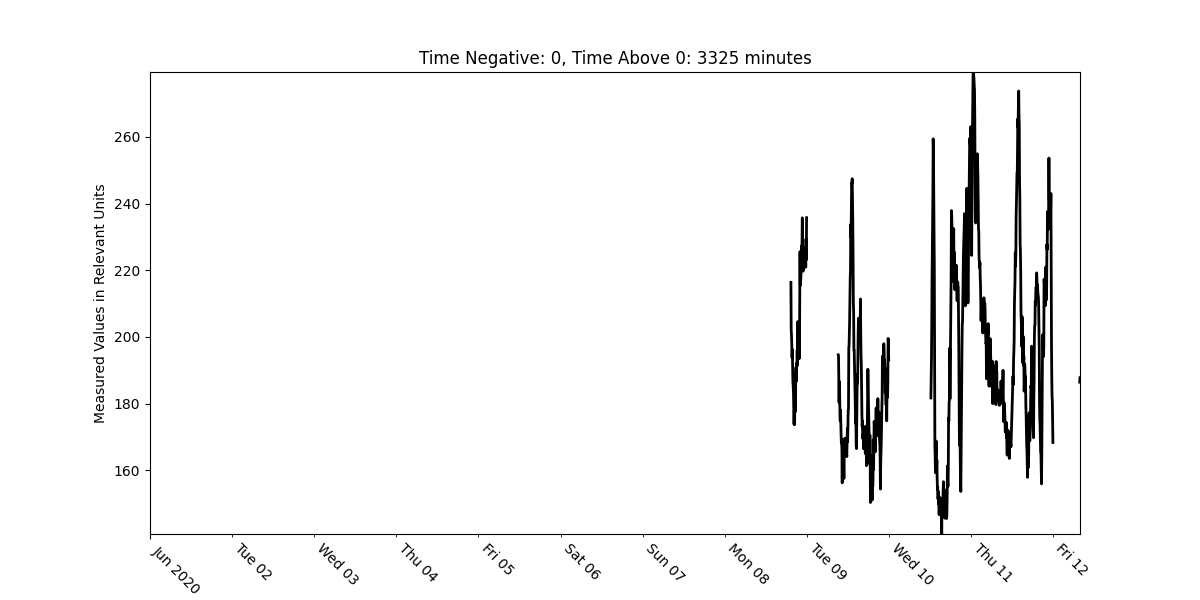 Time Negative: 0, Time Above 0: 3325 minutes
Measured Values in Relevant Units
260
240
220
200
180
160
Jun 2020
Tue 02
Wed 03
Thu 04
Fri 05
Sat 06
Sun 07
Mon 08
Tue 09
Wed 10
Thu 11
Fri 12